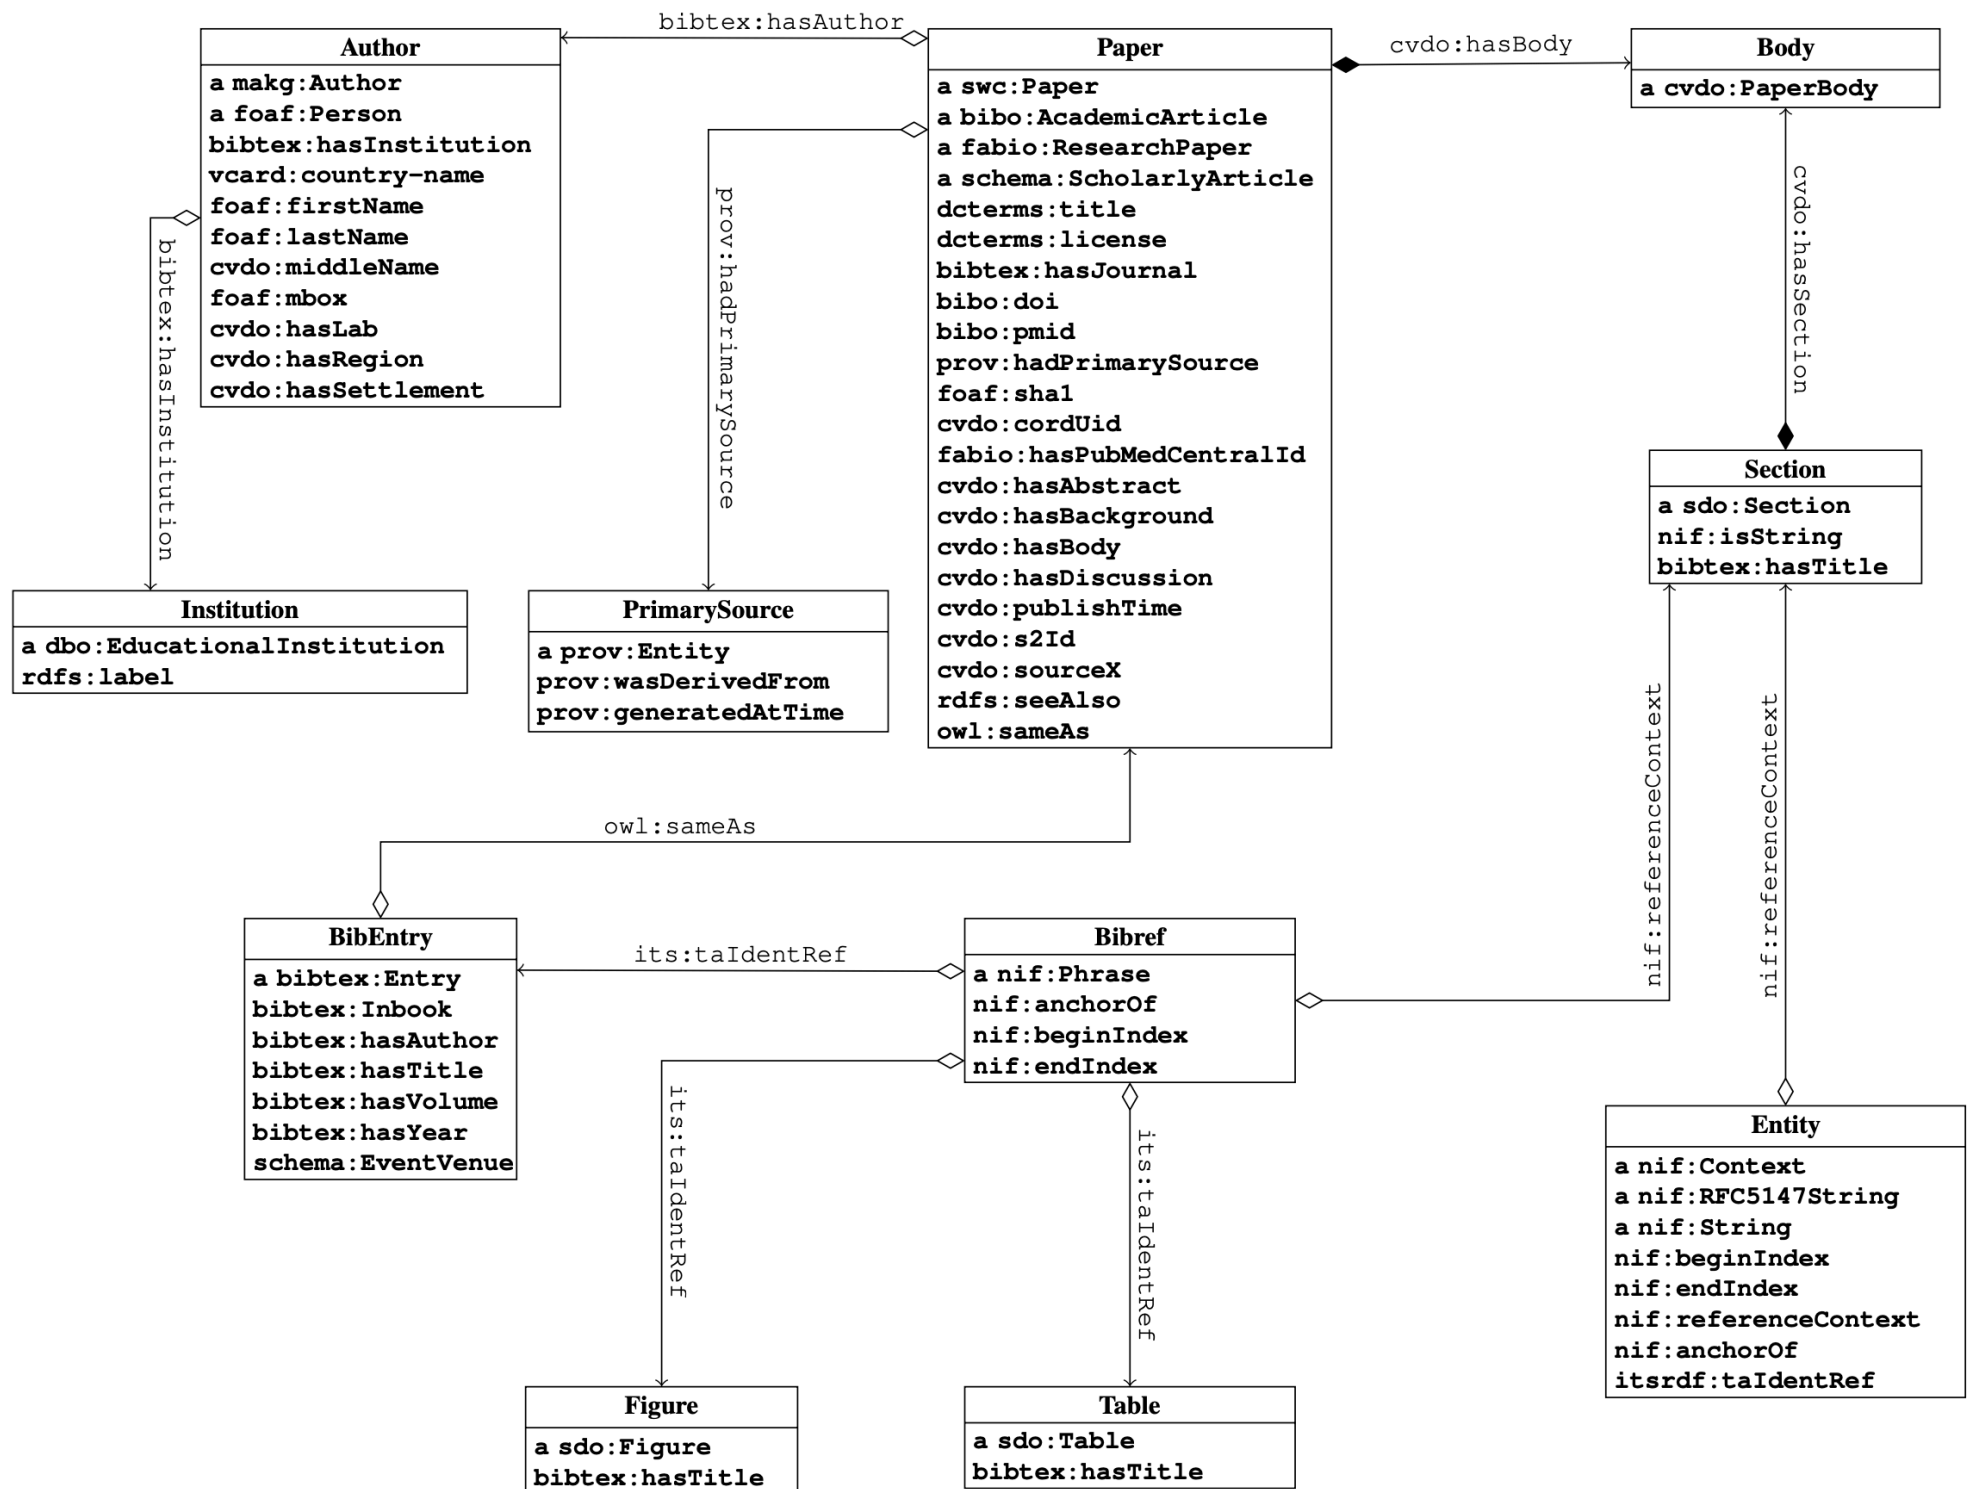 bibtex:hasAuthor
Author
a makg:Author
a foaf:Person
bibtex:hasInstitution
vcard:country-name
foaf:firstName
foaf:lastName
cvdo:middleName
foaf:mbox
cvdo:hasLab
cvdo:hasRegion
cvdo:hasSettlement
Paper
a swc:Paper
a bibo:AcademicArticle
a fabio:ResearchPaper
a schema:ScholarlyArticle
dcterms:title
dcterms:license
bibtex:hasJournal
bibo:doi
bibo:pmid
prov:hadPrimarySource
foaf:sha1
cvdo:cordUid
fabio:hasPubMedCentralId
cvdo:hasAbstract
cvdo:hasBackground
cvdo:hasBody
cvdo:hasDiscussion
cvdo:publishTime
cvdo:s2Id
cvdo:sourceX
rdfs:seeAlso
owl:sameAs
cvdo:hasBody
Body
a cvdo:PaperBody
cvdo:hasSection
bibtex:hasInstitution
prov:hadPrimarySource
Section
a sdo:Section
nif:isString
bibtex:hasTitle
Institution
a dbo:EducationalInstitution
rdfs:label
PrimarySource
a prov:Entity
prov:wasDerivedFrom
prov:generatedAtTime
nif:referenceContext
nif:referenceContext
owl:sameAs
BibEntry
a bibtex:Entry
bibtex:Inbook
bibtex:hasAuthor
bibtex:hasTitle
bibtex:hasVolume
bibtex:hasYear
schema:EventVenue
its:taIdentRef
Bibref
a nif:Phrase
nif:anchorOf
nif:beginIndex
nif:endIndex
its:taIdentRef
its:taIdentRef
Entity
a nif:Context
a nif:RFC5147String
a nif:String
nif:beginIndex
nif:endIndex
nif:referenceContext
nif:anchorOf
itsrdf:taIdentRef
Figure
a sdo:Figure
bibtex:hasTitle
Table
a sdo:Table
bibtex:hasTitle